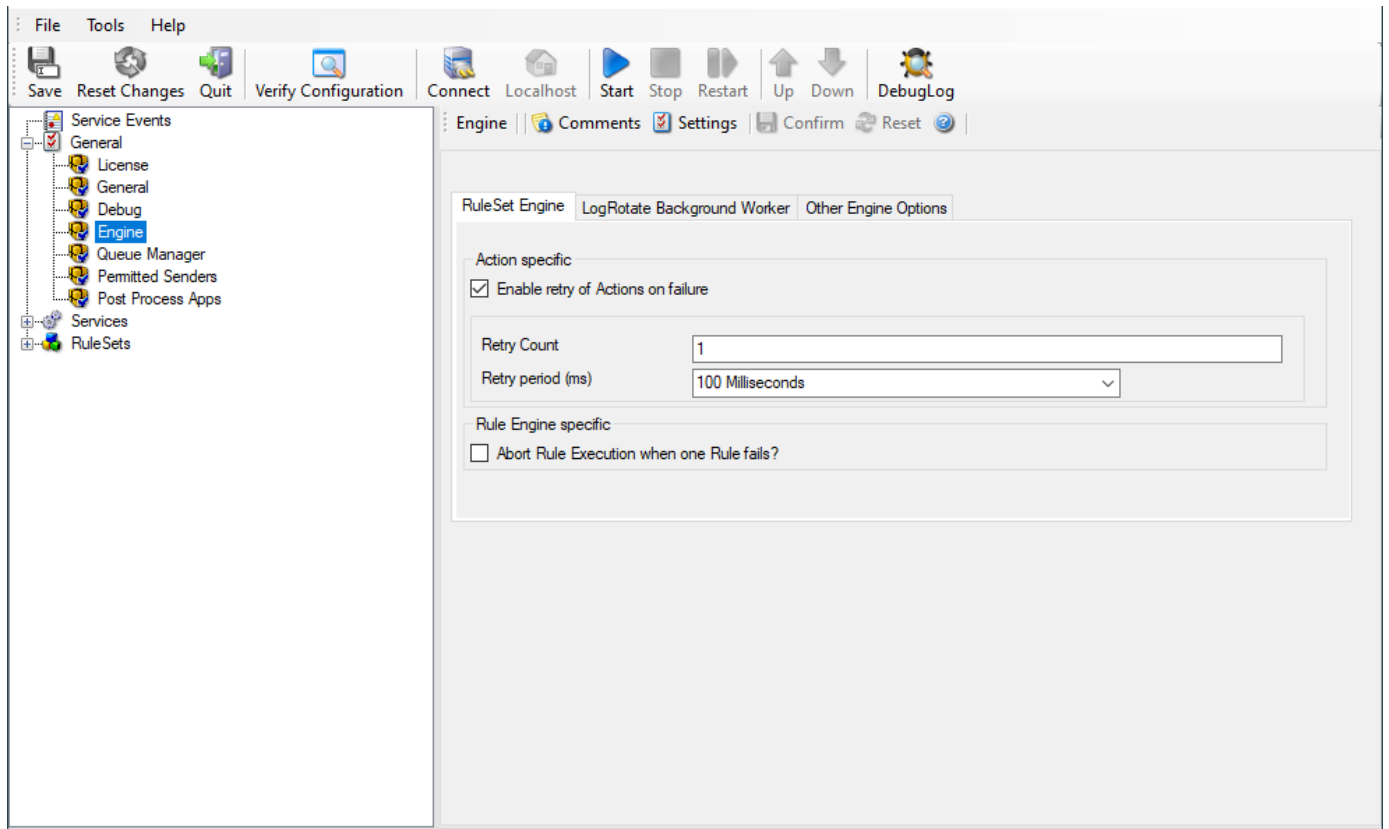 File Tools Help
Save Reset Changes Quit Verify Configuration Connect Localhost Start Stop Restart Up Down DebugLog
Service Events
General
License
General
Debug
Engine
Queue Manager
Permitted Senders
Post Process Apps
Services
RuleSets
Engine Comments Settings Confirm Reset
RuleSet Engine LogRotate Background Worker Other Engine Options
Action specific
Enable retry of Actions on failure
Retry Count 1
Retry period (ms) 100 Milliseconds
Rule Engine specific
Abort Rule Execution when one Rule fails?